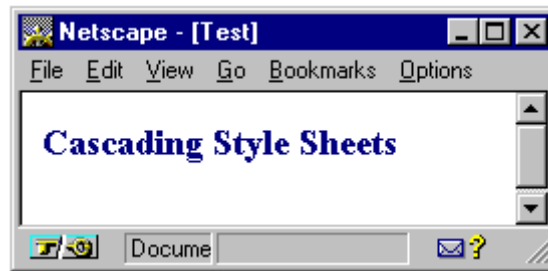 Netscape - [Test]
File Edit View Go Bookmarks Options
Cascading Style Sheets
Docume